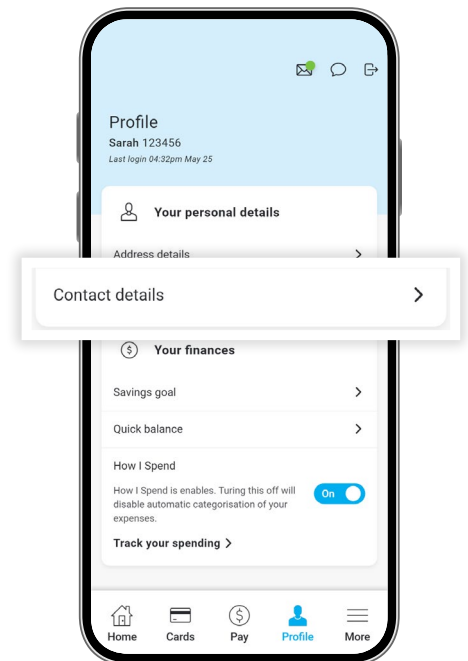 Profile
Sarah 123456
Last login 04:32pm May 25
Your personal details
Address details
Contact details
Your finances
Savings goal
Quick balance
How I Spend
How I Spend is enables. Turing this off will
disable automatic categorisation of your
expenses.
On
Track your spending
Home Cards Pay Profile More